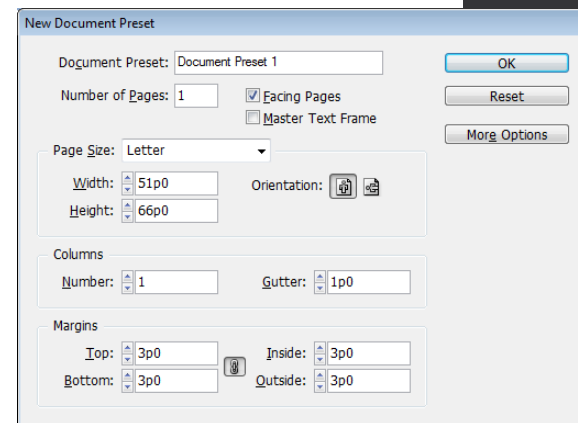 New Document Preset
Document Preset: Document Preset 1
OK
Number of Pages: 1
Facing Pages
Reset
Master Text Frame
More Options
Page Size: Letter
Width: 51p0
Orientation:
Height: 66p0
Columns
Number: 1
Gutter: 1p0
Margins
Top: 3p0
Inside: 3p0
Bottom: 3p0
Outside: 3p0